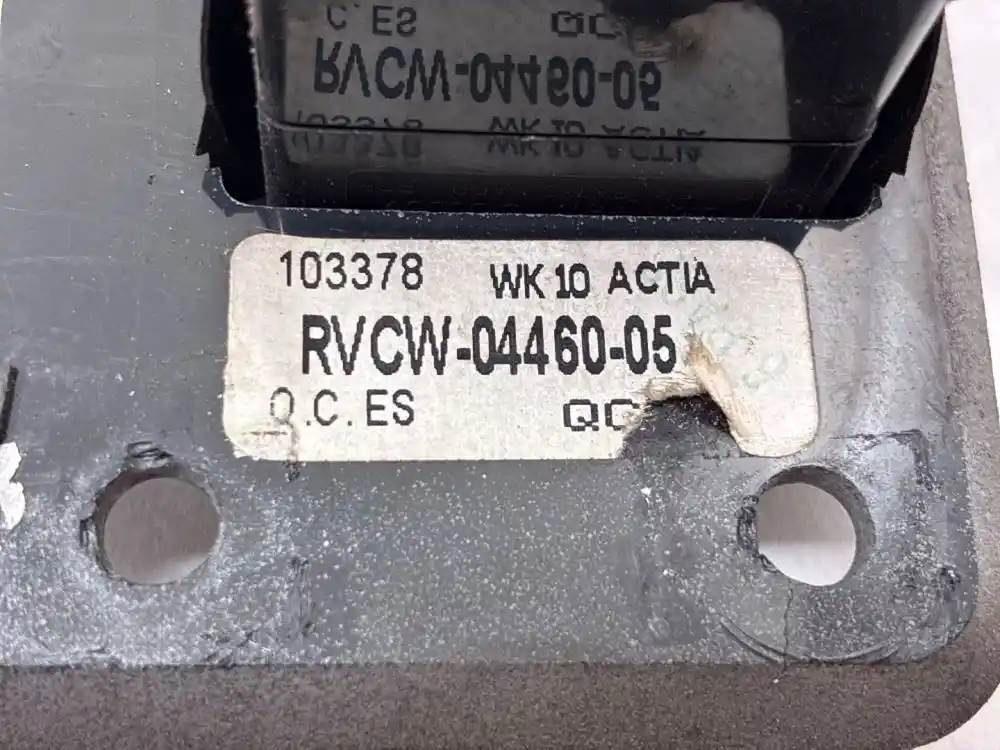 103378 WK 10 ACTIA
RVCW-04460-05
Q.C. ES QC